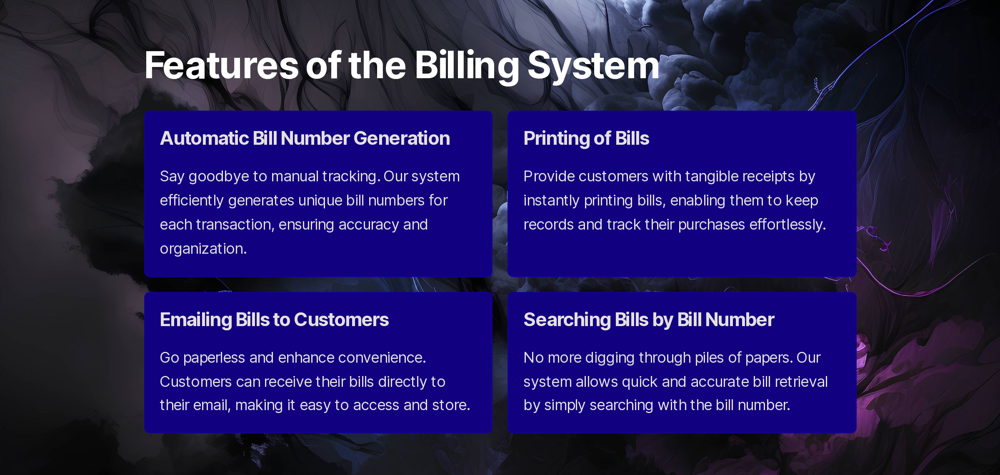 Features of the Billing System
Automatic Bill Number Generation
Say goodbye to manual tracking. Our system
efficiently generates unique bill numbers for
each transaction, ensuring accuracy and
organization.
Printing of Bills
Provide customers with tangible receipts by
instantly printing bills, enabling them to keep
records and track their purchases effortlessly.
Emailing Bills to Customers
Go paperless and enhance convenience.
Customers can receive their bills directly to
their email, making it easy to access and store.
Searching Bills by Bill Number
No more digging through piles of papers. Our
system allows quick and accurate bill retrieval
by simply searching with the bill number.